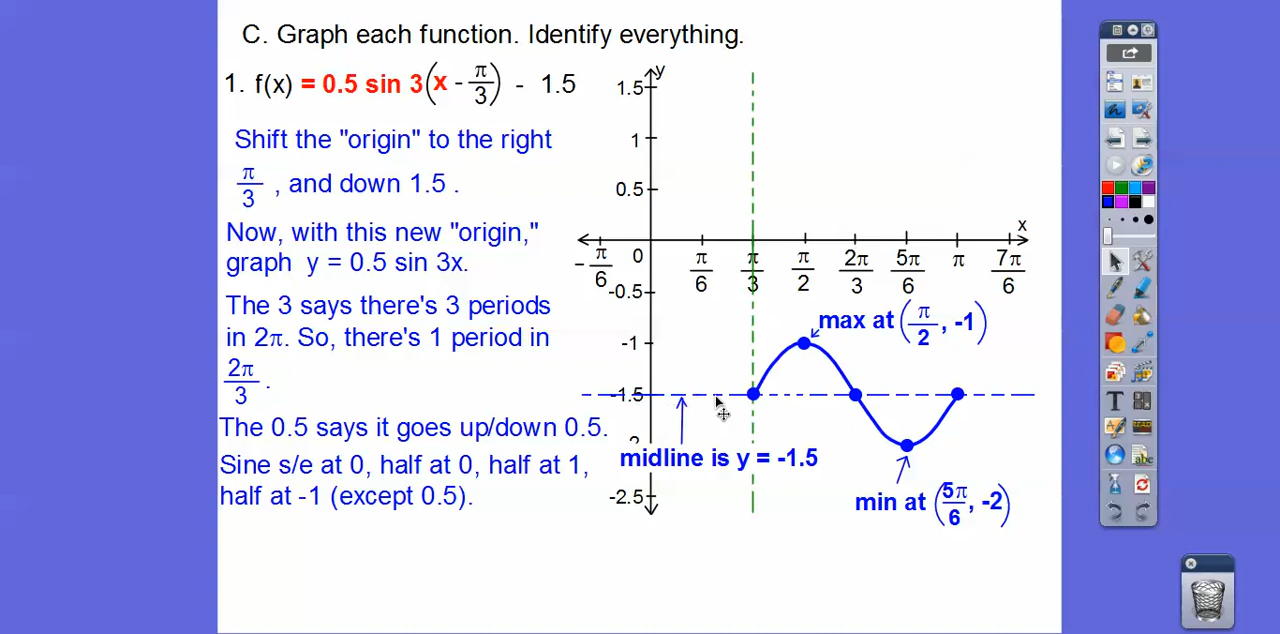 C. Graph each function. Identify everything.
1. f(x) = 0.5 sin 3(x - π/3) - 1.5
Shift the "origin" to the right
π/3 , and down 1.5 .
Now, with this new "origin,"
graph y = 0.5 sin 3x.
The 3 says there's 3 periods
in 2π. So, there's 1 period in
2π/3 .
The 0.5 says it goes up/down 0.5.
Sine s/e at 0, half at 0, half at 1,
half at -1 (except 0.5).
y
1.5
1
0.5
x
-π/6 0 π/6 π/3 π/2 2π/3 5π/6 π 7π/6
-0.5
max at (π/2, -1)
-1
-1.5
midline is y = -1.5
min at (5π/6, -2)
-2.5